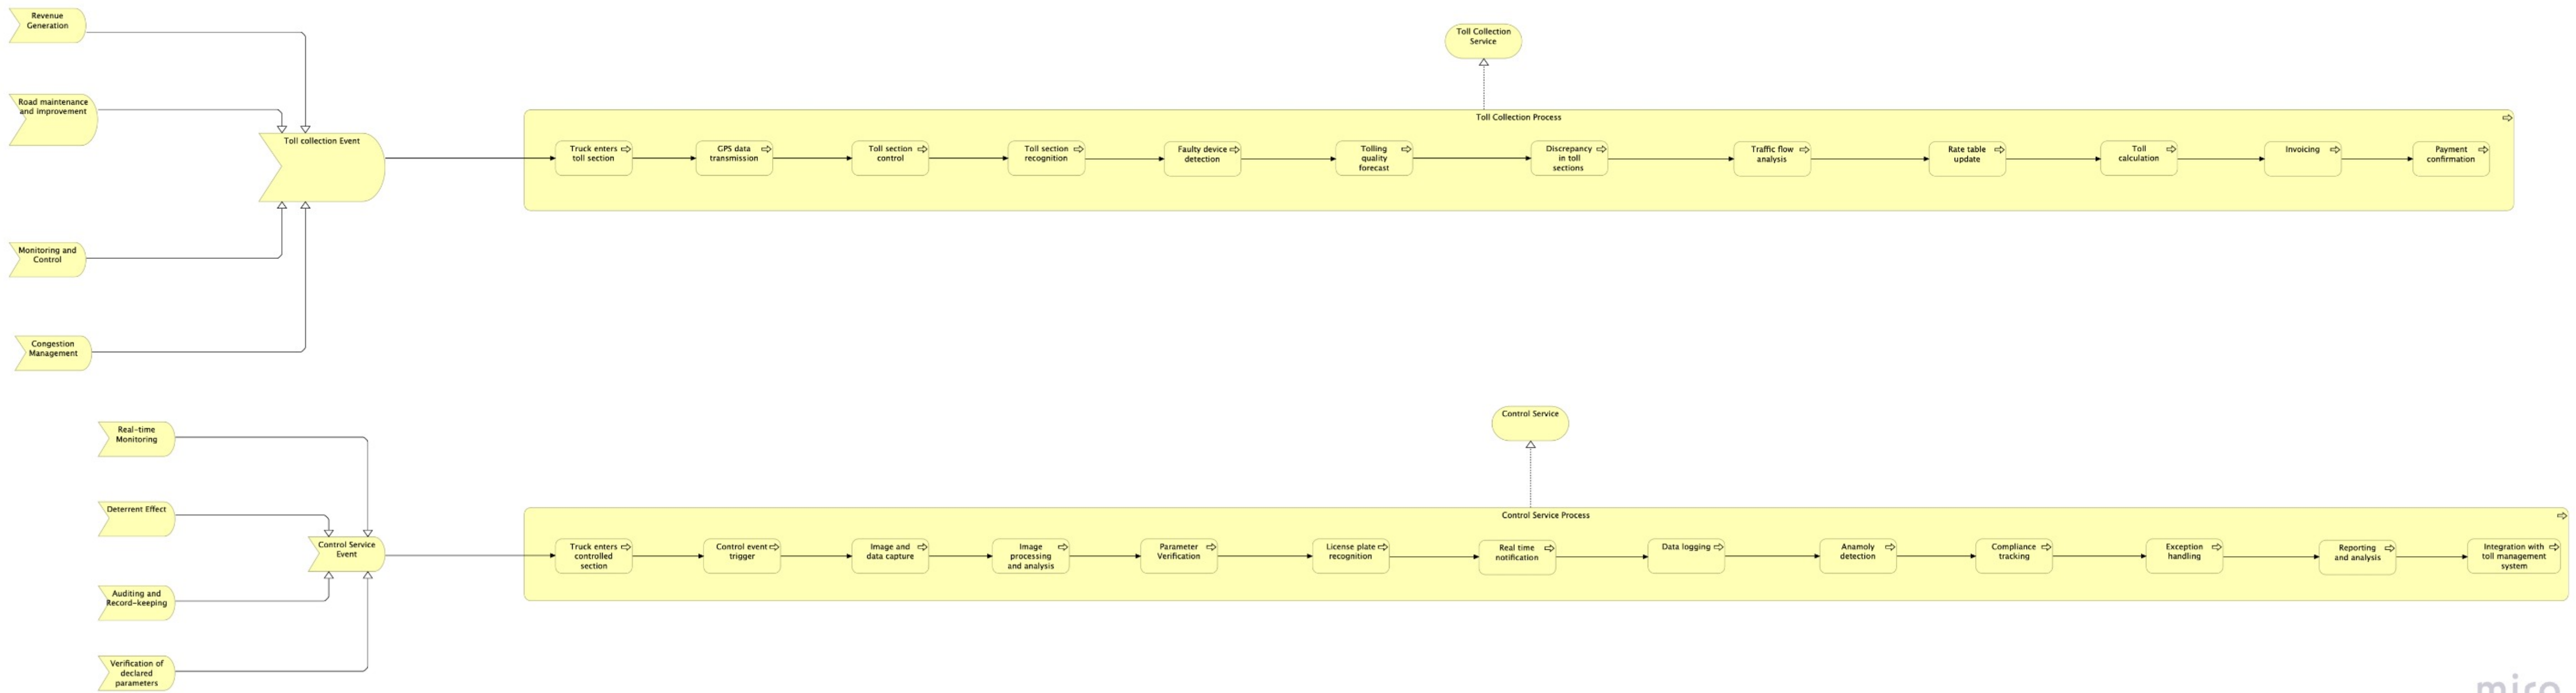 Revenue
Generation
Road maintenance
and improvement
Toll collection Event
Monitoring and
Control
Congestion
Management
Toll Collection
Service
Toll Collection Process
Truck enters
toll section
GPS data
transmission
Toll section
control
Toll section
recognition
Faulty device
detection
Tolling
quality
forecast
Discrepancy
in toll
sections
Traffic flow
analysis
Rate table
update
Toll
calculation
Invoicing
Payment
confirmation
Real-time
Monitoring
Deterrent Effect
Control Service
Event
Auditing and
Record-keeping
Verification of
declared
parameters
Control Service
Control Service Process
Truck enters
controlled
section
Control event
trigger
Image and
data capture
Image
processing
and analysis
Parameter
Verification
License plate
recognition
Real time
notification
Data logging
Anamoly
detection
Compliance
tracking
Exception
handling
Reporting
and analysis
Integration with
toll management
system
miro